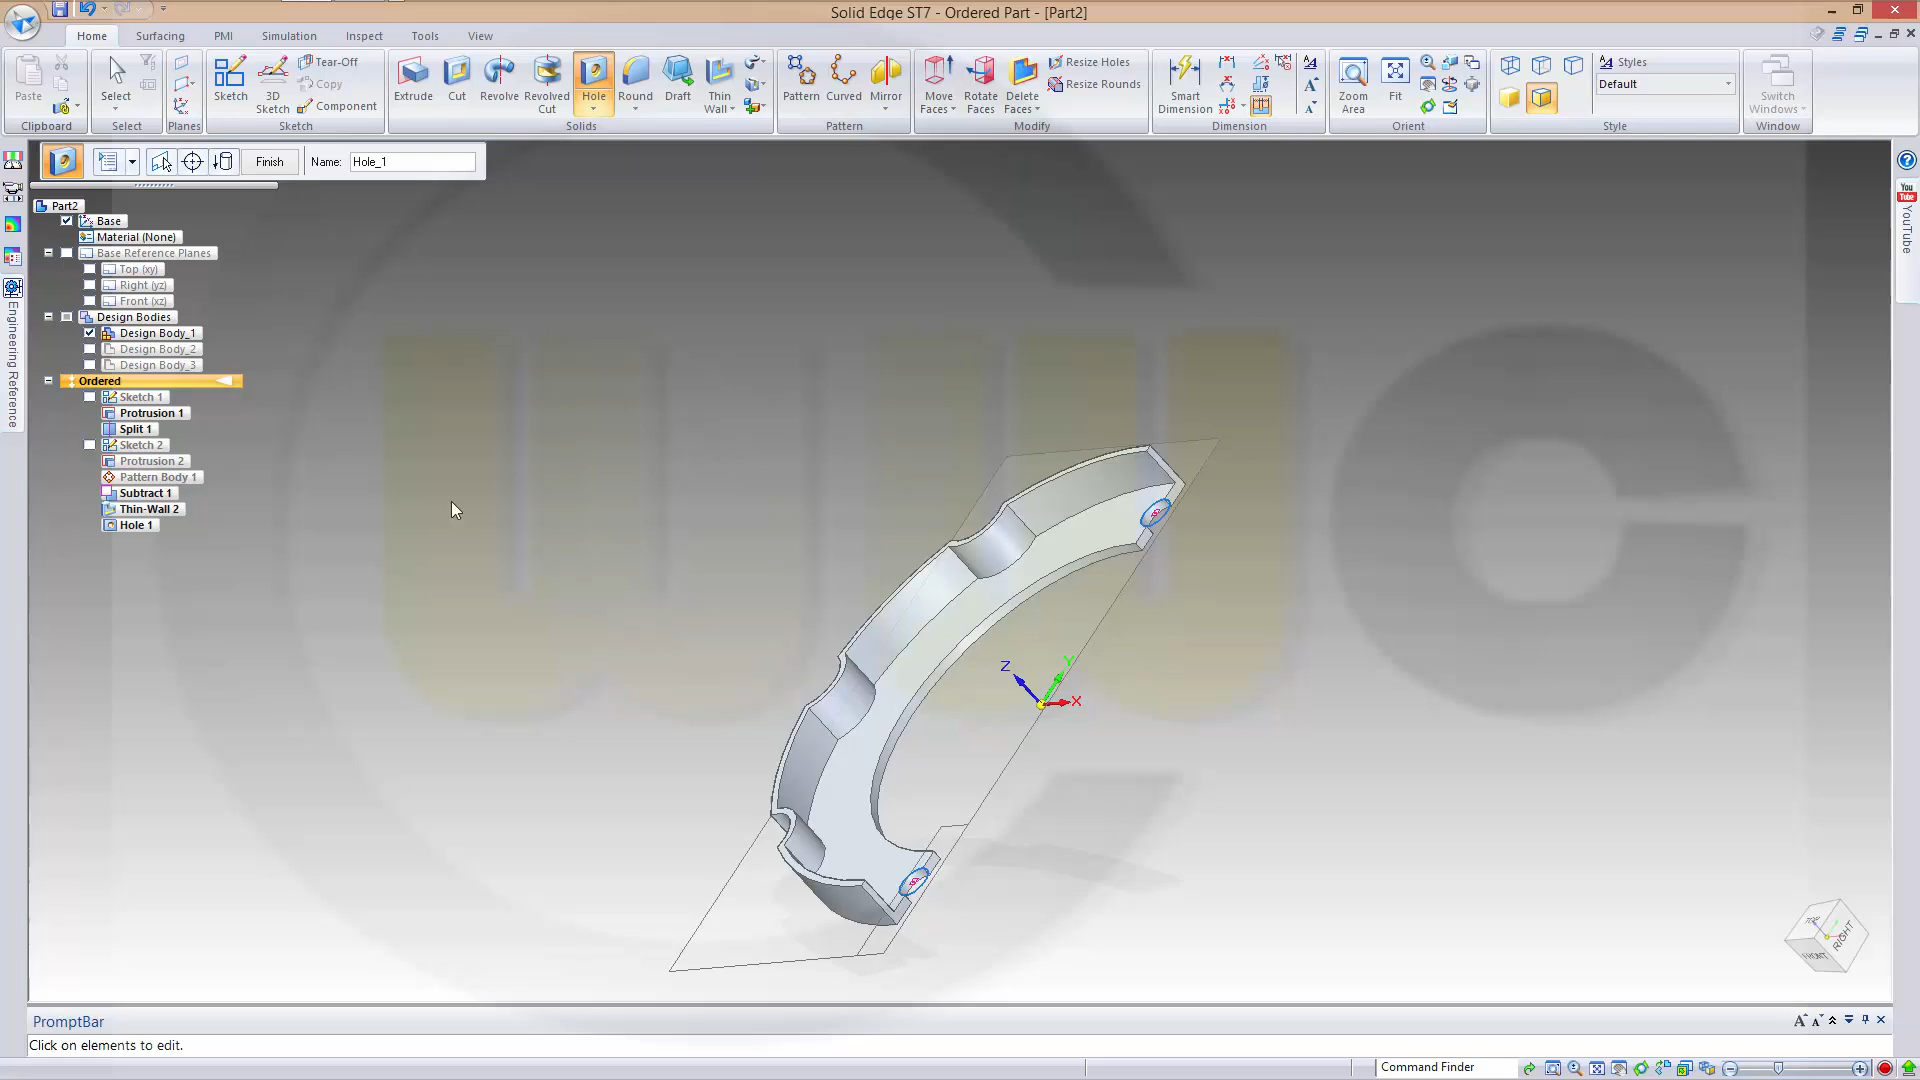 Solid Edge ST7 - Ordered Part - [Part2]
Home Surfacing PMI Simulation Inspect Tools View
Paste
Clipboard
Select
Select
Planes
Sketch
3D Sketch
Tear-Off
Copy
Component
Sketch
Extrude
Cut
Revolve
Revolved Cut
Hole
Round
Draft
Thin Wall
Solids
Pattern
Curved
Mirror
Pattern
Move Faces
Rotate Faces
Delete Faces
Resize Holes
Resize Rounds
Modify
Smart Dimension
Dimension
Zoom Area
Fit
Orient
Styles
Default
Style
Switch Windows
Window
Finish
Name: Hole_1
Part2
Base
Material (None)
Base Reference Planes
Top (xy)
Right (yz)
Front (xz)
Design Bodies
Design Body_1
Design Body_2
Design Body_3
Ordered
Sketch 1
Protrusion 1
Split 1
Sketch 2
Protrusion 2
Pattern Body 1
Subtract 1
Thin-Wall 2
Hole 1
Engineering Reference
You Tube
YouTube
Z
Y
X
TOP
FRONT
RIGHT
PromptBar
Click on elements to edit.
Command Finder